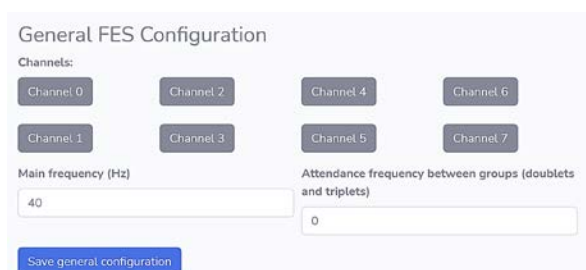 General FES Configuration
Channels:
Channel 0 Channel 2 Channel 4 Channel 6
Channel 1 Channel 3 Channel 5 Channel 7
Main frequency (Hz)
40
Attendance frequency between groups (doublets
and triplets)
0
Save general configuration